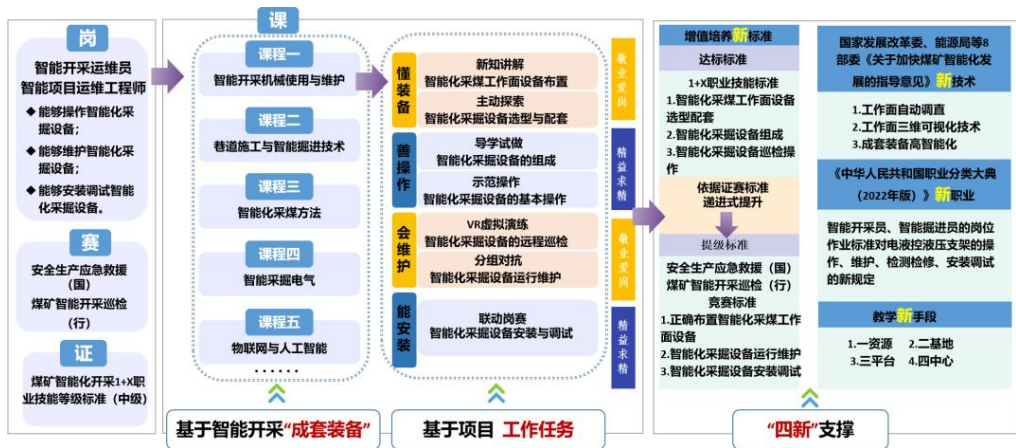 岗
智能开采运维员
智能项目运维工程师
◆能够操作智能化采
掘设备；
◆能够维护智能化采
掘设备；
◆能够安装调试智能
化采掘设备。
赛
安全生产应急救援
（国）
煤矿智能开采巡检
（行）
证
煤矿智能化开采1+X职
业技能等级标准（中级）
课
课程一
智能开采机械使用与维护
课程二
巷道施工与智能掘进技术
课程三
智能化采煤方法
课程四
智能采掘电气
课程五
物联网与人工智能
······
基于智能开采“成套装备”
懂装备
新知讲解
智能化采煤工作面设备布置
主动探索
智能化采掘设备选型与配套
敬业爱岗
善操作
导学试做
智能化采掘设备的组成
示范操作
智能化采掘设备的基本操作
精益求精
会维护
VR虚拟演练
智能化采掘设备的远程巡检
分组对抗
智能化采掘设备运行维护
敬业爱岗
能安装
联动岗赛
智能化采掘设备安装与调试
精益求精
基于项目 工作任务
增值培养新标准
达标标准
1+X职业技能标准
1.智能化采煤工作面设备
选型配套
2.智能化采掘设备组成
3.智能化采掘设备巡检操
作
依据证赛标准
递进式提升
提级标准
安全生产应急救援（国）
煤矿智能开采巡检（行）
竞赛标准
1.正确布置智能化采煤工作
面设备
2.智能化采掘设备运行维护
3.智能化采掘设备安装调试
国家发展改革委、能源局等8
部委《关于加快煤矿智能化发
展的指导意见》新技术
1.工作面自动调直
2.工作面三维可视化技术
3.成套装备高智能化
《中华人民共和国职业分类大典
（2022年版）》新职业
智能开采员、智能掘进员的岗位
作业标准对电液控液压支架的操
作、维护、检测检修、安装调试
的新规定
教学新手段
1.一资源 2.二基地
3.三平台 4.四中心
“四新”支撑